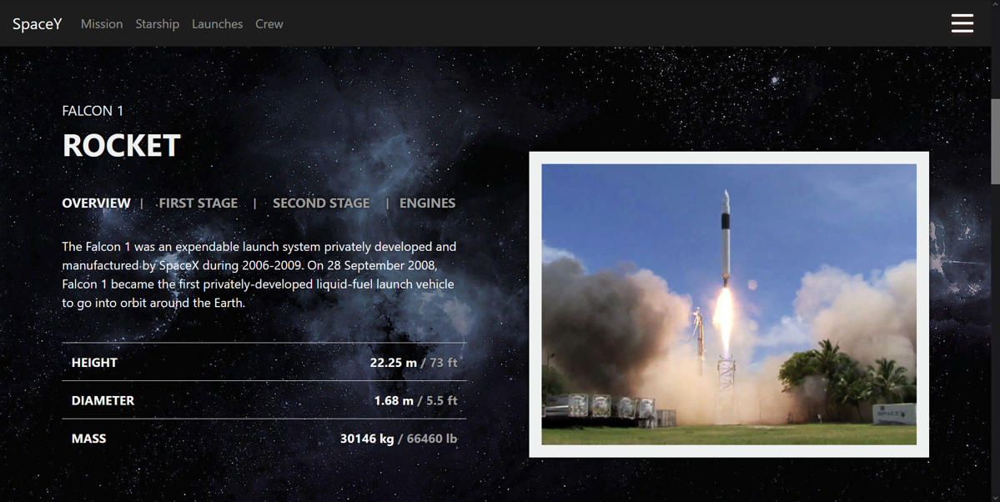 SpaceY Mission Starship Launches Crew
FALCON 1
ROCKET
OVERVIEW | FIRST STAGE | SECOND STAGE | ENGINES
The Falcon 1 was an expendable launch system privately developed and
manufactured by SpaceX during 2006-2009. On 28 September 2008,
Falcon 1 became the first privately-developed liquid-fuel launch vehicle
to go into orbit around the Earth.
HEIGHT 22.25 m / 73 ft
DIAMETER 1.68 m / 5.5 ft
MASS 30146 kg / 66460 lb
SPACEX